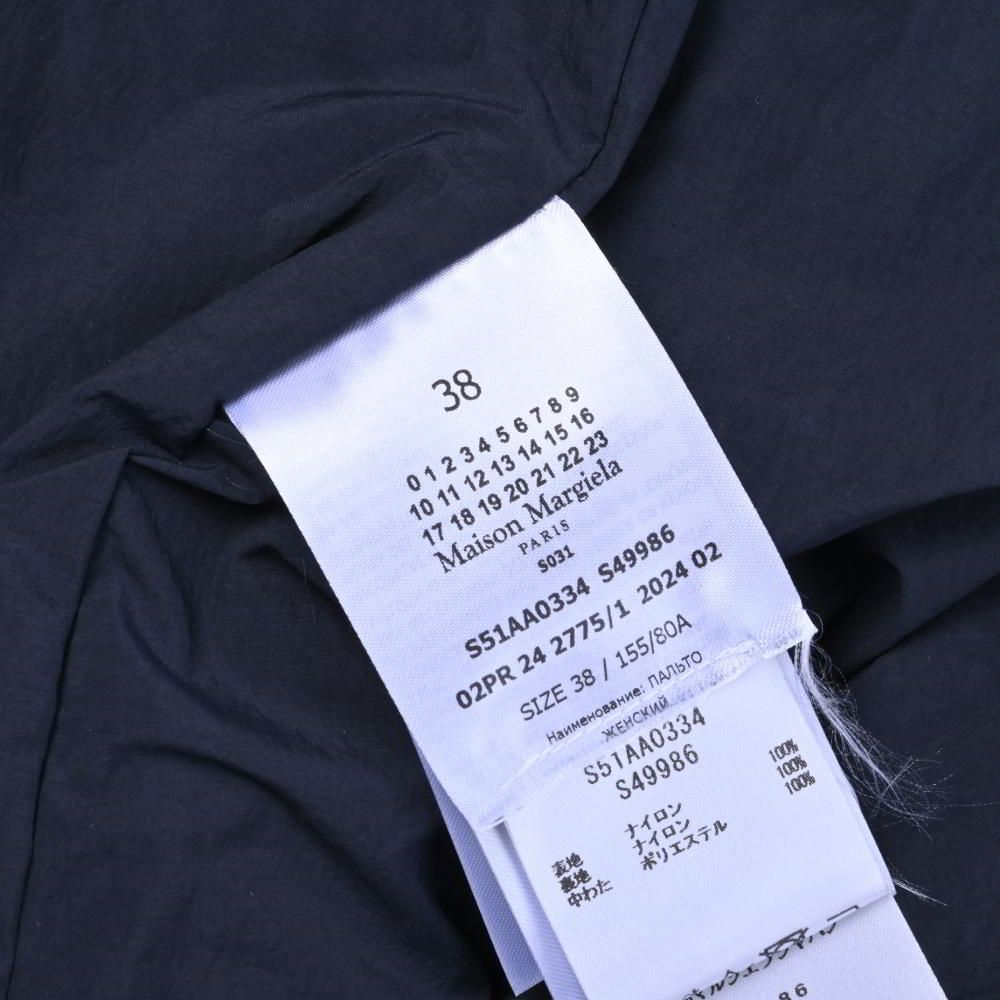 38
0 1 2 3 4 5 6 7 8 9
10 11 12 13 14 15 16
17 18 19 20 21 22 23
Maison Margiela
PARIS
S031
S51AA0334 S49986
02PR 24 2775/1 2024 02
SIZE 38 / 155/80A
Наименование: ПАЛЬТО
ЖЕНСКИЙ
S51AA0334
S49986
表地 ナイロン 100%
裏地 ナイロン 100%
中わた ポリエステル 100%